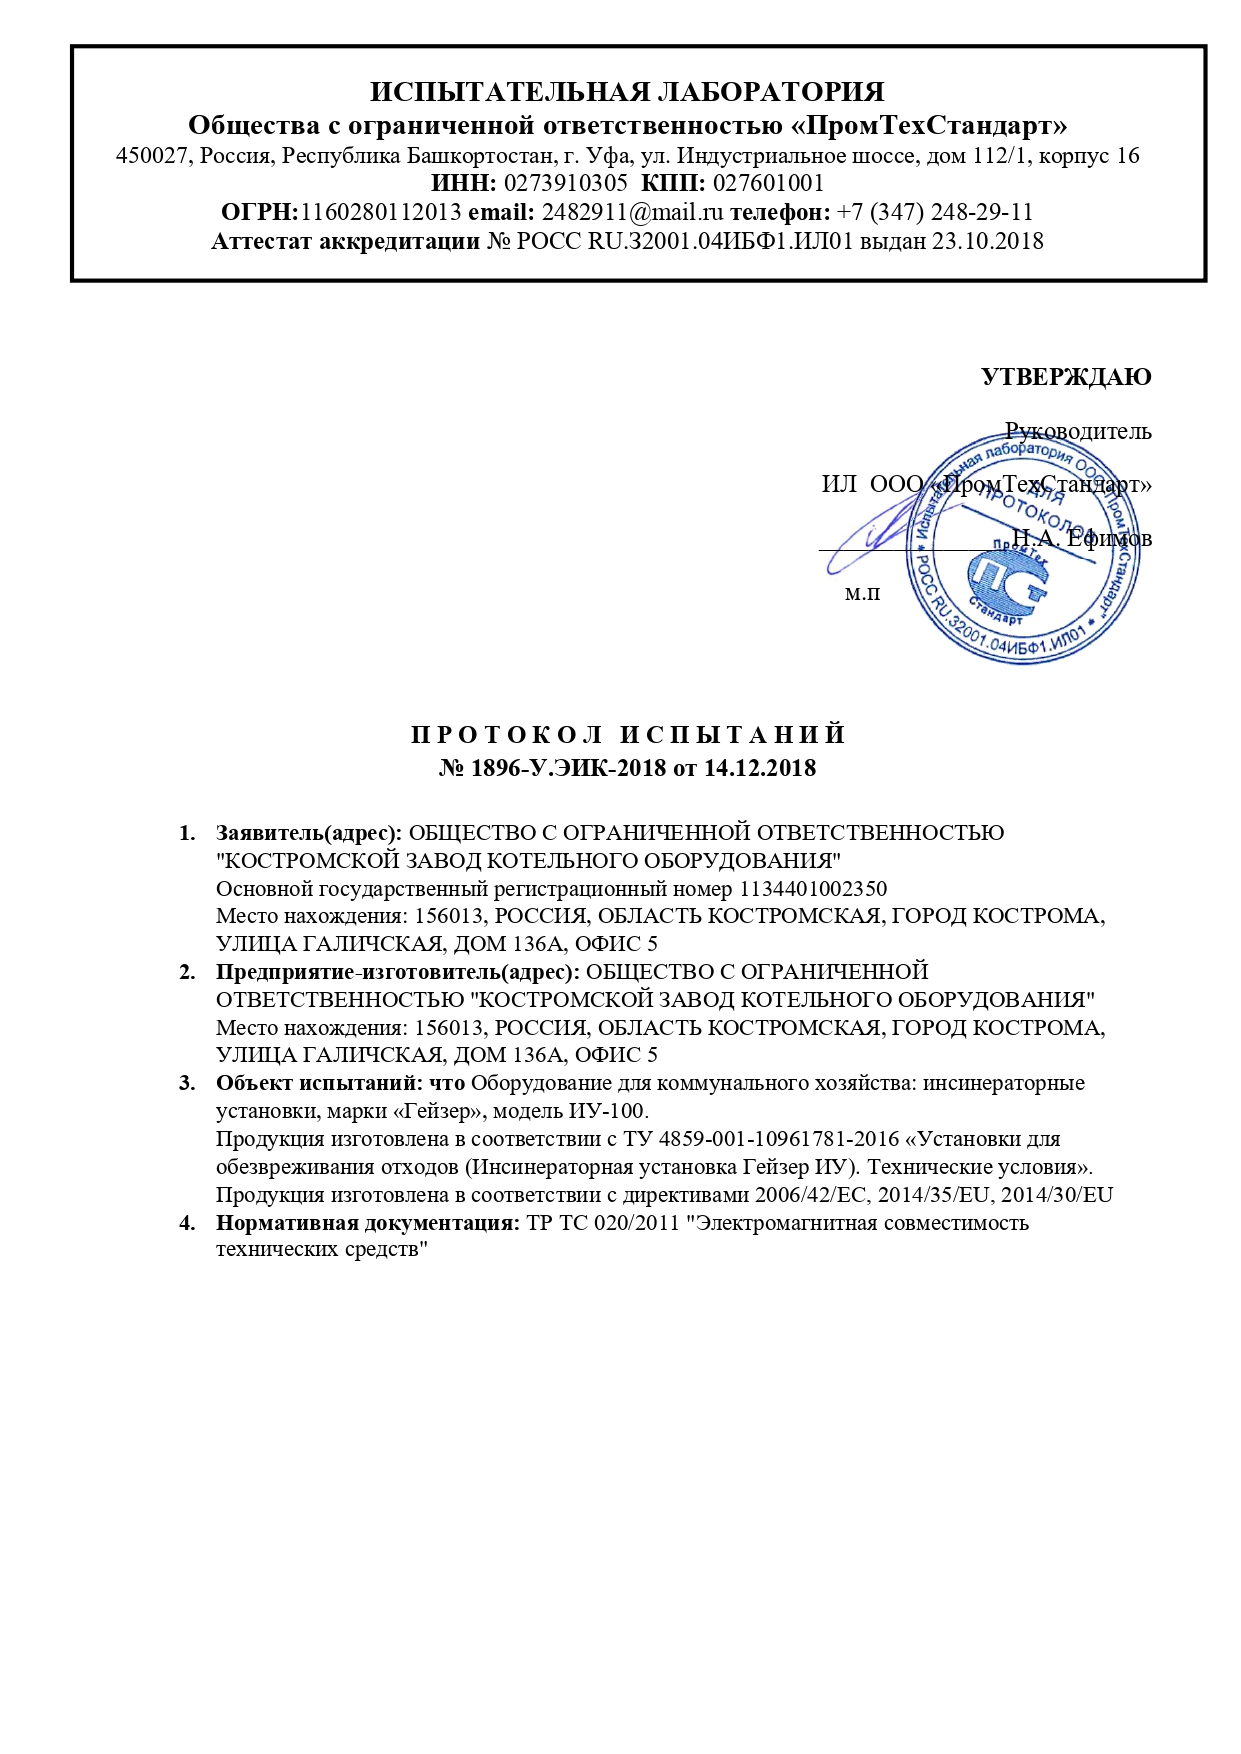 ИСПЫТАТЕЛЬНАЯ ЛАБОРАТОРИЯ
Общества с ограниченной ответственностью «ПромТехСтандарт»
450027, Россия, Республика Башкортостан, г. Уфа, ул. Индустриальное шоссе, дом 112/1, корпус 16
ИНН: 0273910305 КПП: 027601001
ОГРН:1160280112013 email: 2482911@mail.ru телефон: +7 (347) 248-29-11
Аттестат аккредитации № РОСС RU.З2001.04ИБФ1.ИЛ01 выдан 23.10.2018
УТВЕРЖДАЮ
Руководитель
ИЛ ООО «ПромТехСтандарт»
Н.А. Ефимов
м.п
* Испытательная лаборатория ООО "ПромТехСтандарт" *
РОСС RU.32001.04ИБФ1.ИЛ01
ДЛЯ
ПРОТОКОЛОВ
ПромТех
ПСТ
Стандарт
П Р О Т О К О Л И С П Ы Т А Н И Й
№ 1896-У.ЭИК-2018 от 14.12.2018
1. Заявитель(адрес): ОБЩЕСТВО С ОГРАНИЧЕННОЙ ОТВЕТСТВЕННОСТЬЮ
"КОСТРОМСКОЙ ЗАВОД КОТЕЛЬНОГО ОБОРУДОВАНИЯ"
Основной государственный регистрационный номер 1134401002350
Место нахождения: 156013, РОССИЯ, ОБЛАСТЬ КОСТРОМСКАЯ, ГОРОД КОСТРОМА,
УЛИЦА ГАЛИЧСКАЯ, ДОМ 136А, ОФИС 5
2. Предприятие-изготовитель(адрес): ОБЩЕСТВО С ОГРАНИЧЕННОЙ
ОТВЕТСТВЕННОСТЬЮ "КОСТРОМСКОЙ ЗАВОД КОТЕЛЬНОГО ОБОРУДОВАНИЯ"
Место нахождения: 156013, РОССИЯ, ОБЛАСТЬ КОСТРОМСКАЯ, ГОРОД КОСТРОМА,
УЛИЦА ГАЛИЧСКАЯ, ДОМ 136А, ОФИС 5
3. Объект испытаний: что Оборудование для коммунального хозяйства: инсинераторные
установки, марки «Гейзер», модель ИУ-100.
Продукция изготовлена в соответствии с ТУ 4859-001-10961781-2016 «Установки для
обезвреживания отходов (Инсинераторная установка Гейзер ИУ). Технические условия».
Продукция изготовлена в соответствии с директивами 2006/42/EC, 2014/35/EU, 2014/30/EU
4. Нормативная документация: ТР ТС 020/2011 "Электромагнитная совместимость
технических средств"